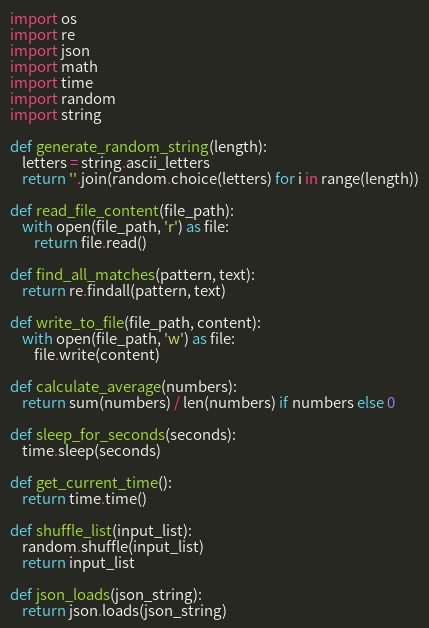 import os
import re
import json
import math
import time
import random
import string

def generate_random_string(length):
    letters = string.ascii_letters
    return ''.join(random.choice(letters) for i in range(length))

def read_file_content(file_path):
    with open(file_path, 'r') as file:
        return file.read()

def find_all_matches(pattern, text):
    return re.findall(pattern, text)

def write_to_file(file_path, content):
    with open(file_path, 'w') as file:
        file.write(content)

def calculate_average(numbers):
    return sum(numbers) / len(numbers) if numbers else 0

def sleep_for_seconds(seconds):
    time.sleep(seconds)

def get_current_time():
    return time.time()

def shuffle_list(input_list):
    random.shuffle(input_list)
    return input_list

def json_loads(json_string):
    return json.loads(json_string)